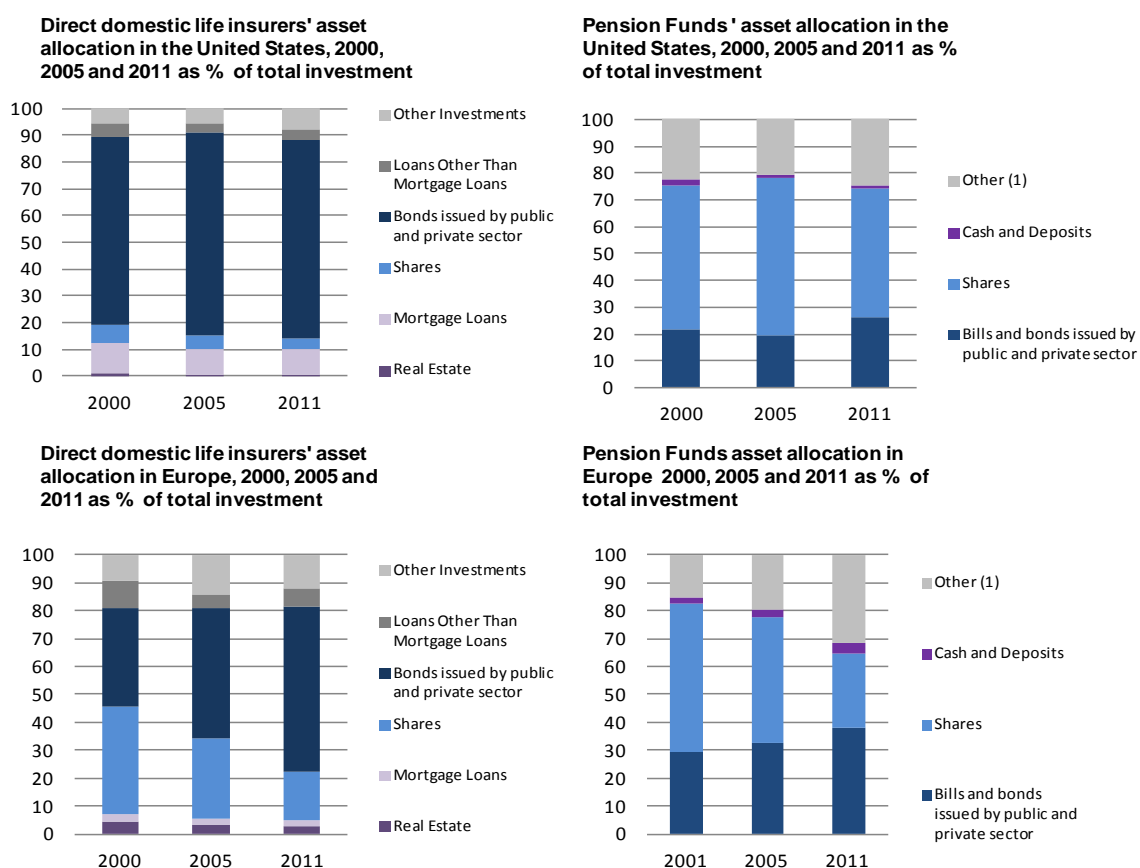 Direct domestic life insurers' asset
allocation in the United States, 2000,
2005 and 2011 as % of total investment
100
90
80
70
60
50
40
30
20
10
0
2000
2005
2011
Other Investments
Loans Other Than
Mortgage Loans
Bonds issued by public
and private sector
Shares
Mortgage Loans
Real Estate
Pension Funds ' asset allocation in the
United States, 2000, 2005 and 2011 as %
of total investment
100
90
80
70
60
50
40
30
20
10
0
2000
2005
2011
Other (1)
Cash and Deposits
Shares
Bills and bonds issued by
public and private sector
Direct domestic life insurers' asset
allocation in Europe, 2000, 2005 and
2011 as % of total investment
100
90
80
70
60
50
40
30
20
10
0
2000
2005
2011
Other Investments
Loans Other Than
Mortgage Loans
Bonds issued by public
and private sector
Shares
Mortgage Loans
Real Estate
Pension Funds asset allocation in
Europe 2000, 2005 and 2011 as % of
total investment
100
90
80
70
60
50
40
30
20
10
0
2001
2005
2011
Other (1)
Cash and Deposits
Shares
Bills and bonds
issued by public and
private sector